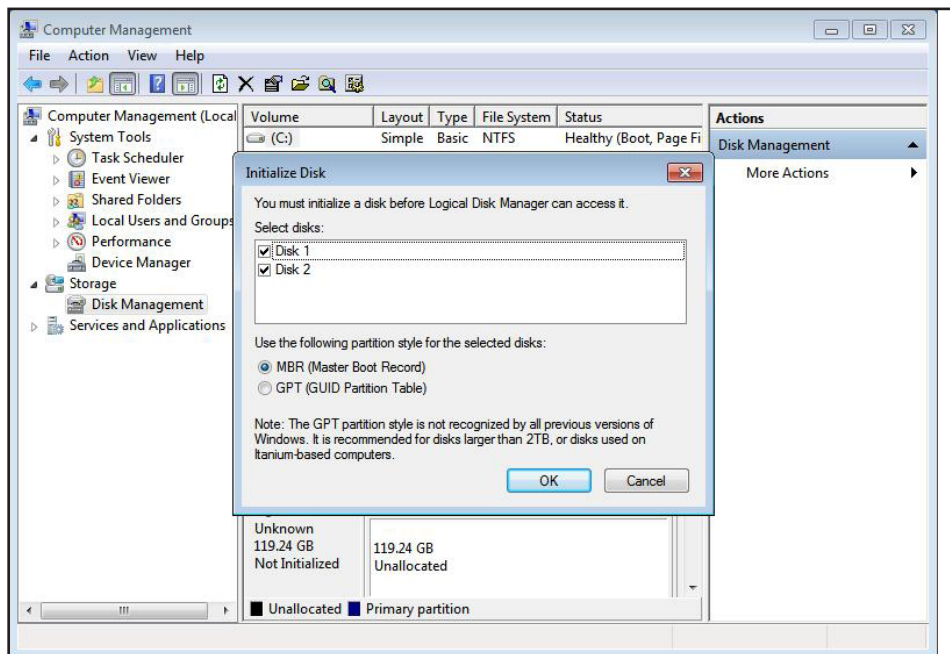 Computer Management
File Action View Help
Computer Management (Local
System Tools
Task Scheduler
Event Viewer
Shared Folders
Local Users and Groups
Performance
Device Manager
Storage
Disk Management
Services and Applications
Volume Layout Type File System Status
(C:) Simple Basic NTFS Healthy (Boot, Page Fi
Actions
Disk Management
More Actions
Initialize Disk
You must initialize a disk before Logical Disk Manager can access it.
Select disks:
Disk 1
Disk 2
Use the following partition style for the selected disks:
MBR (Master Boot Record)
GPT (GUID Partition Table)
Note: The GPT partition style is not recognized by all previous versions of
Windows. It is recommended for disks larger than 2TB, or disks used on
Itanium-based computers.
OK Cancel
Unknown
119.24 GB
Not Initialized
119.24 GB
Unallocated
Unallocated Primary partition